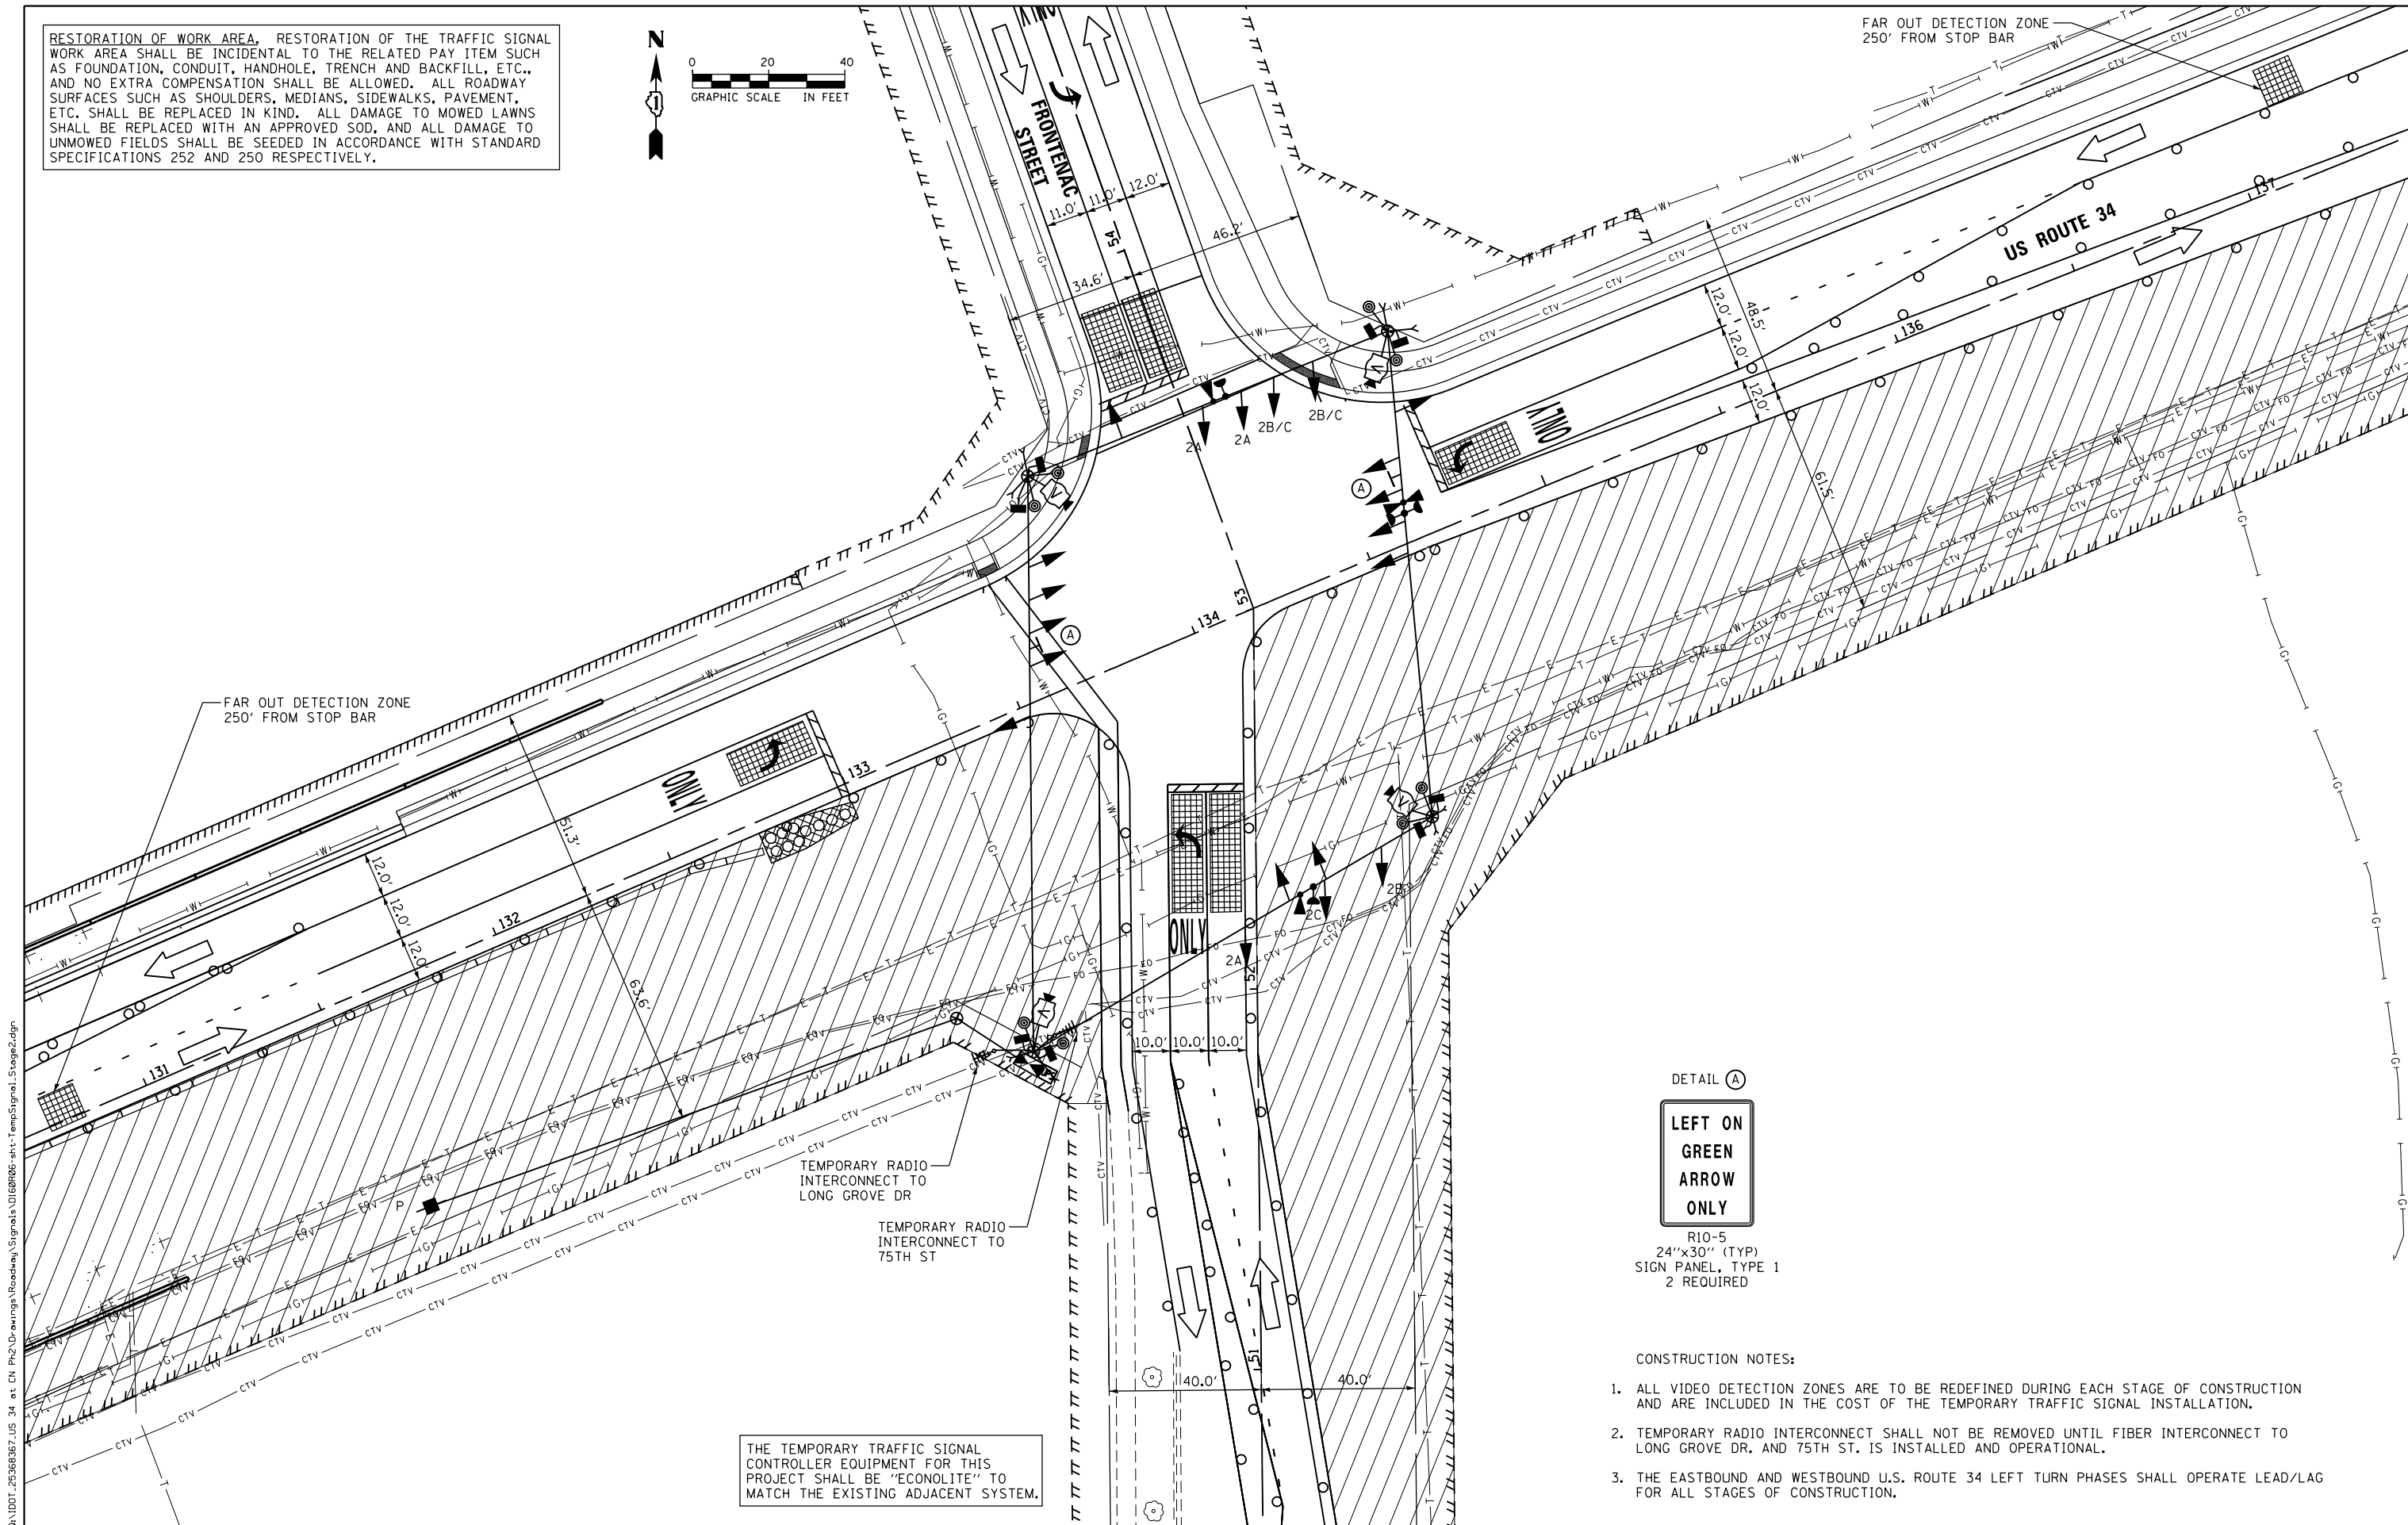 RESTORATION OF WORK AREA. RESTORATION OF THE TRAFFIC SIGNAL
WORK AREA SHALL BE INCIDENTAL TO THE RELATED PAY ITEM SUCH
AS FOUNDATION, CONDUIT, HANDHOLE, TRENCH AND BACKFILL, ETC.,
AND NO EXTRA COMPENSATION SHALL BE ALLOWED. ALL ROADWAY
SURFACES SUCH AS SHOULDERS, MEDIANS, SIDEWALKS, PAVEMENT,
ETC. SHALL BE REPLACED IN KIND. ALL DAMAGE TO MOWED LAWNS
SHALL BE REPLACED WITH AN APPROVED SOD, AND ALL DAMAGE TO
UNMOWED FIELDS SHALL BE SEEDED IN ACCORDANCE WITH STANDARD
SPECIFICATIONS 252 AND 250 RESPECTIVELY.
N
0 20 40
GRAPHIC SCALE IN FEET
FAR OUT DETECTION ZONE
250' FROM STOP BAR
FRONTENAC
STREET
11.0' 11.0' 12.0'
54
46.2'
34.6'
US ROUTE 34
137
136
12.0'
12.0'
12.0'
48.5'
61.5'
ONLY
2A
2A
2B/C
2B/C
A
A
53
134
133
132
131
FAR OUT DETECTION ZONE
250' FROM STOP BAR
ONLY
51.3'
12.0'
12.0'
12.0'
63.6'
ONLY
2B
2C
2A
52
10.0' 10.0' 10.0'
P
TEMPORARY RADIO
INTERCONNECT TO
LONG GROVE DR
TEMPORARY RADIO
INTERCONNECT TO
75TH ST
51
40.0' 40.0'
THE TEMPORARY TRAFFIC SIGNAL
CONTROLLER EQUIPMENT FOR THIS
PROJECT SHALL BE "ECONOLITE" TO
MATCH THE EXISTING ADJACENT SYSTEM.
DETAIL A
LEFT ON
GREEN
ARROW
ONLY
R10-5
24"x30" (TYP)
SIGN PANEL, TYPE 1
2 REQUIRED
CONSTRUCTION NOTES:
1. ALL VIDEO DETECTION ZONES ARE TO BE REDEFINED DURING EACH STAGE OF CONSTRUCTION
AND ARE INCLUDED IN THE COST OF THE TEMPORARY TRAFFIC SIGNAL INSTALLATION.
2. TEMPORARY RADIO INTERCONNECT SHALL NOT BE REMOVED UNTIL FIBER INTERCONNECT TO
LONG GROVE DR. AND 75TH ST. IS INSTALLED AND OPERATIONAL.
3. THE EASTBOUND AND WESTBOUND U.S. ROUTE 34 LEFT TURN PHASES SHALL OPERATE LEAD/LAG
FOR ALL STAGES OF CONSTRUCTION.